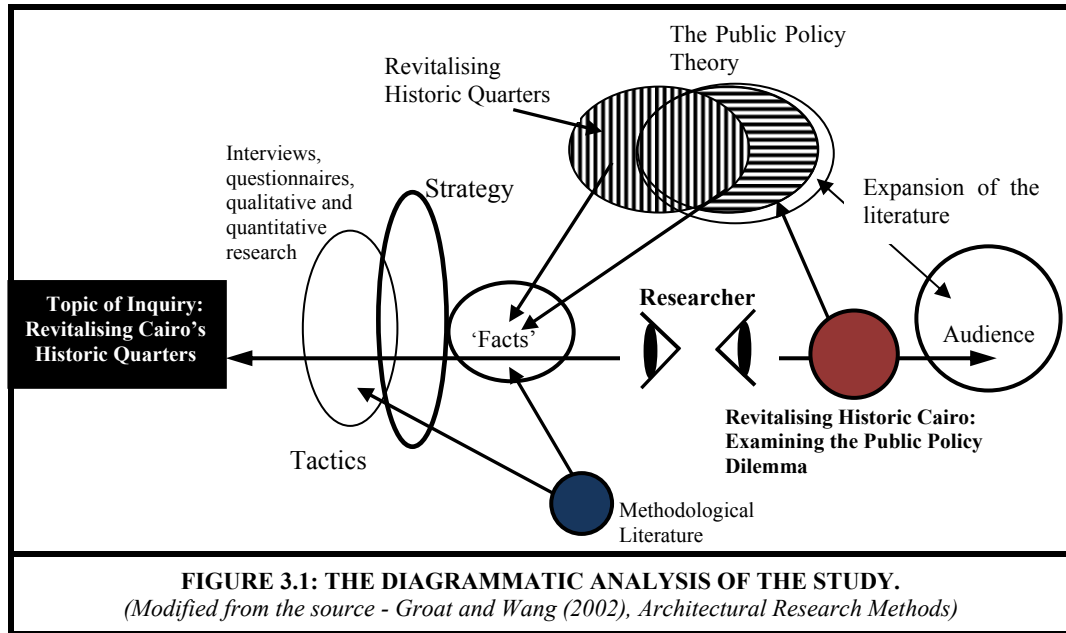 The Public Policy
Theory
Revitalising
Historic Quarters
Interviews,
questionnaires,
qualitative and
quantitative
research
Strategy
Expansion of the
literature
Topic of Inquiry:
Revitalising Cairo's
Historic Quarters
'Facts'
Researcher
Audience
Revitalising Historic Cairo:
Examining the Public Policy
Dilemma
Tactics
Methodological
Literature
FIGURE 3.1: THE DIAGRAMMATIC ANALYSIS OF THE STUDY.
(Modified from the source - Groat and Wang (2002), Architectural Research Methods)